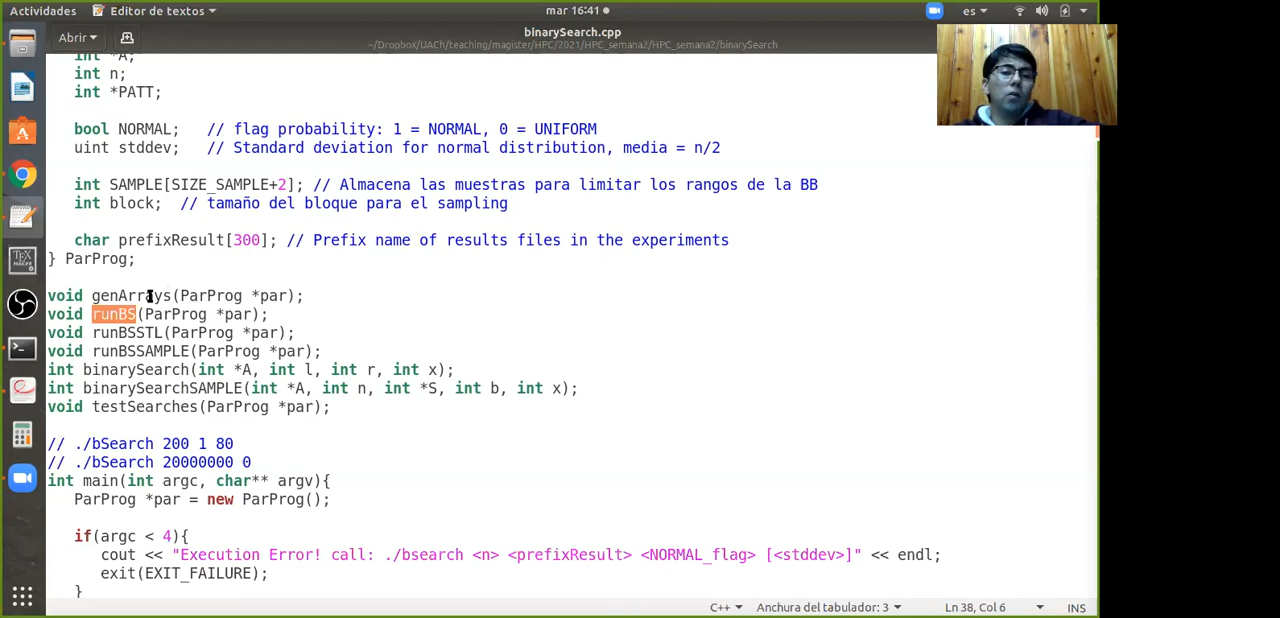 Actividades Editor de textos mar 16:41 es
Abrir binarySearch.cpp
~/Dropbox/UACh/teaching/magister/HPC/2021/HPC_semana2/HPC_semana2/binarySearch
int *A;
int n;
int *PATT;
bool NORMAL; // flag probability: 1 = NORMAL, 0 = UNIFORM
uint stddev; // Standard deviation for normal distribution, media = n/2
int SAMPLE[SIZE_SAMPLE+2]; // Almacena las muestras para limitar los rangos de la BB
int block; // tamaño del bloque para el sampling
char prefixResult[300]; // Prefix name of results files in the experiments
} ParProg;
void genArrays(ParProg *par);
void runBS(ParProg *par);
void runBSSTL(ParProg *par);
void runBSSAMPLE(ParProg *par);
int binarySearch(int *A, int l, int r, int x);
int binarySearchSAMPLE(int *A, int n, int *S, int b, int x);
void testSearches(ParProg *par);
// ./bSearch 200 1 80
// ./bSearch 20000000 0
int main(int argc, char** argv){
ParProg *par = new ParProg();
if(argc < 4){
cout << "Execution Error! call: ./bsearch <n> <prefixResult> <NORMAL_flag> [<stddev>]" << endl;
exit(EXIT_FAILURE);
}
C++ Anchura del tabulador: 3 Ln 38, Col 6 INS